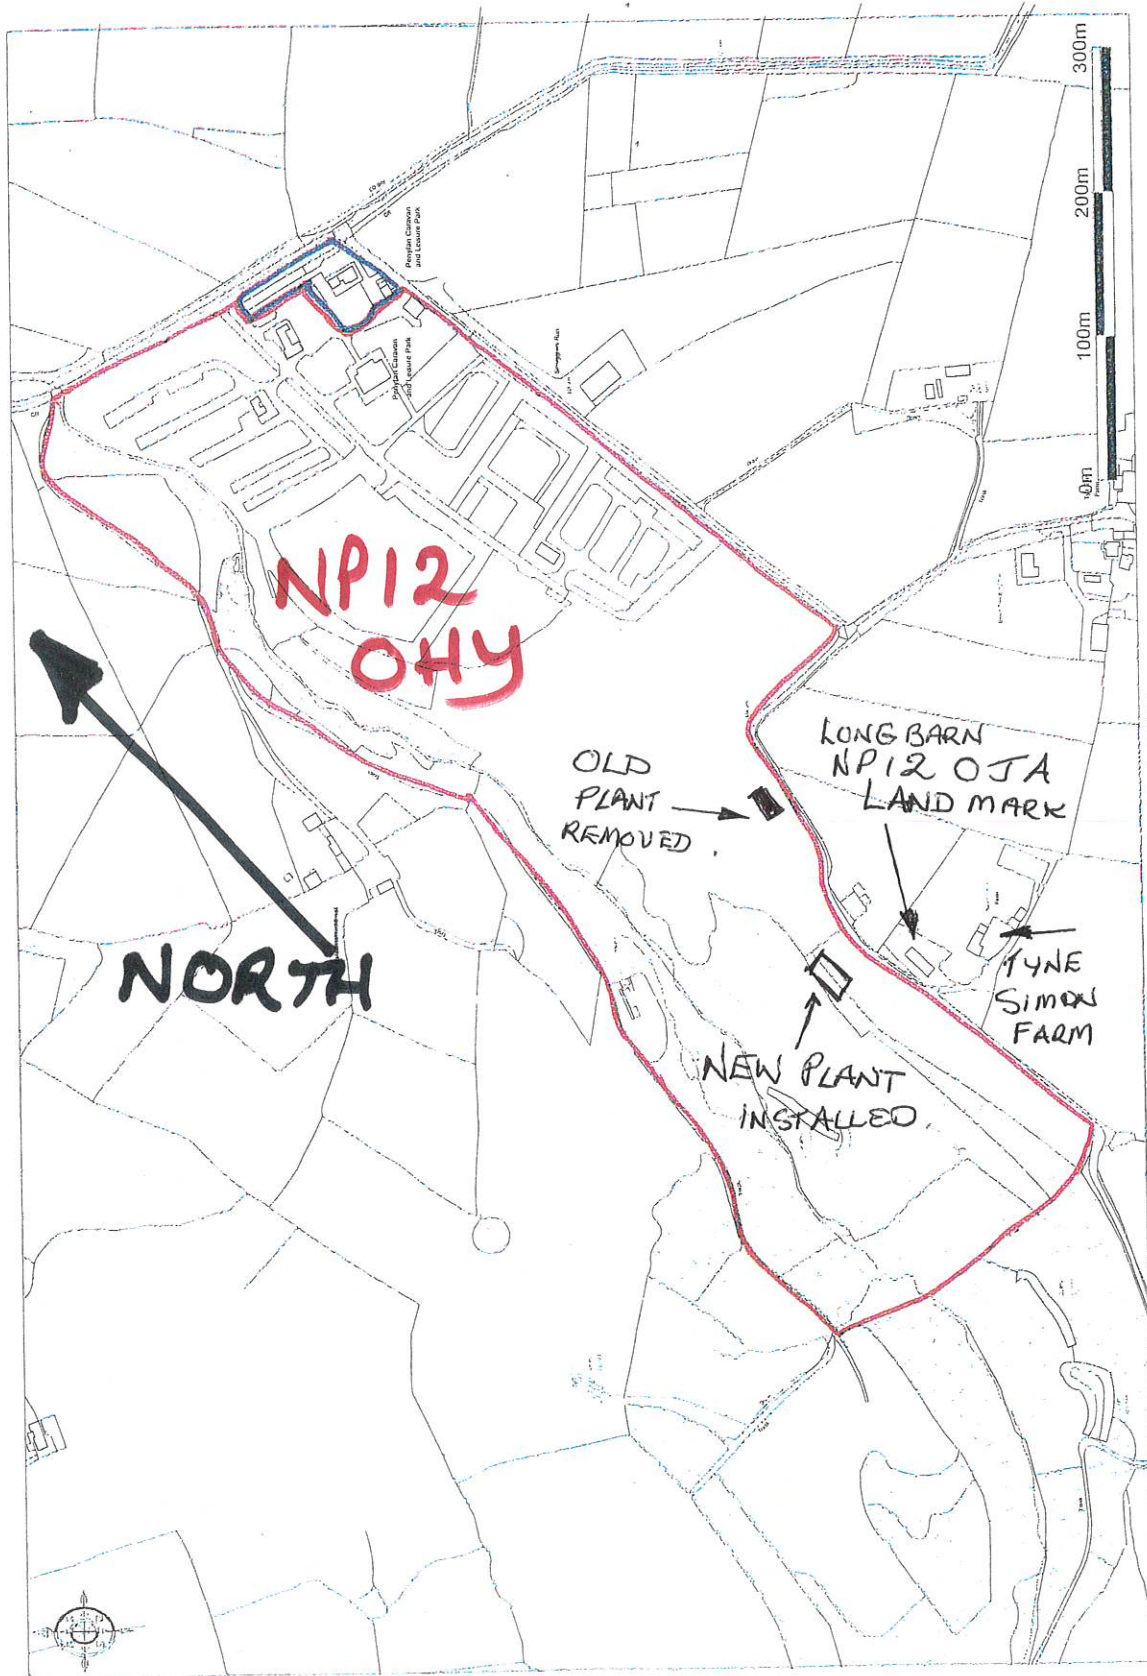 300m
200m
100m
0m
Penylan Caravan
and Leisure Park
Penylan Caravan
and Leisure Park
NP12
OHY
NORTH
OLD
PLANT
REMOVED.
LONG BARN
NP12 OJA
LAND MARK
TYNE
SIMON
FARM
NEW PLANT
INSTALLED.